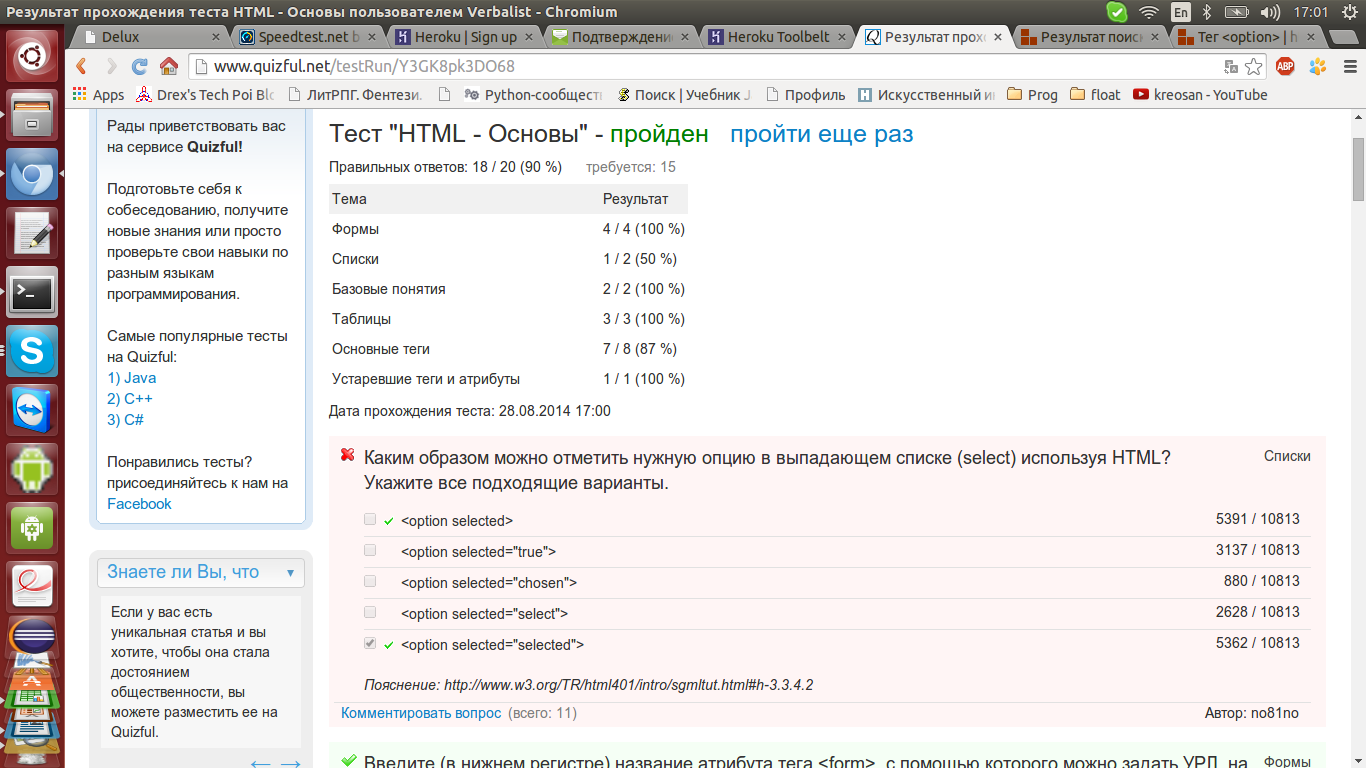 Результат прохождения теста HTML - Основы пользователем Verbalist - Chromium
En
17:01
Delux
Speedtest.net b
Heroku | Sign up
Подтверждение
Heroku Toolbelt
Результат прох
Результат поис
Тег <option> | h
www.quizful.net/testRun/Y3GK8pk3DO68
ABP
Apps
Drex's Tech Poi Blo
ЛитРПГ. Фентези.
Python-сообщест
Поиск | Учебник J
Профиль
Искусственный ин
Prog
float
kreosan - YouTube
Рады приветствовать вас
на сервисе Quizful!
Подготовьте себя к
собеседованию, получите
новые знания или просто
проверьте свои навыки по
разным языкам
программирования.
Самые популярные тесты
на Quizful:
1) Java
2) C++
3) C#
Понравились тесты?
присоединяйтесь к нам на
Facebook
Знаете ли Вы, что
Если у вас есть
уникальная статья и вы
хотите, чтобы она стала
достоянием
общественности, вы
можете разместить ее на
Quizful.
Тест "HTML - Основы" - пройден пройти еще раз
Правильных ответов: 18 / 20 (90 %) требуется: 15
Тема Результат
Формы 4 / 4 (100 %)
Списки 1 / 2 (50 %)
Базовые понятия 2 / 2 (100 %)
Таблицы 3 / 3 (100 %)
Основные теги 7 / 8 (87 %)
Устаревшие теги и атрибуты 1 / 1 (100 %)
Дата прохождения теста: 28.08.2014 17:00
Каким образом можно отметить нужную опцию в выпадающем списке (select) используя HTML? Списки
Укажите все подходящие варианты.
<option selected> 5391 / 10813
<option selected="true"> 3137 / 10813
<option selected="chosen"> 880 / 10813
<option selected="select"> 2628 / 10813
<option selected="selected"> 5362 / 10813
Пояснение: http://www.w3.org/TR/html401/intro/sgmltut.html#h-3.3.4.2
Комментировать вопрос (всего: 11) Автор: no81no
Введите (в нижнем регистре) название атрибута тега <form>, с помощью которого можно задать УРЛ, на Формы